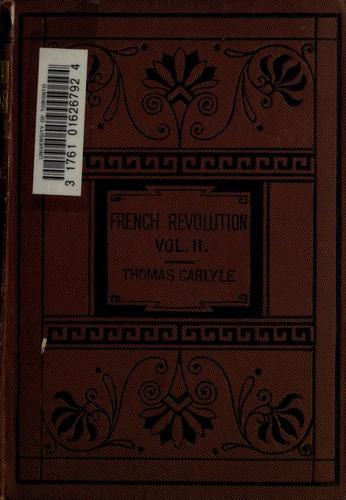 FRENCH REVOLUTION
VOL. II.
THOMAS CARLYLE
UNIVERSITY OF TORONTO
3 1761 01626792 4